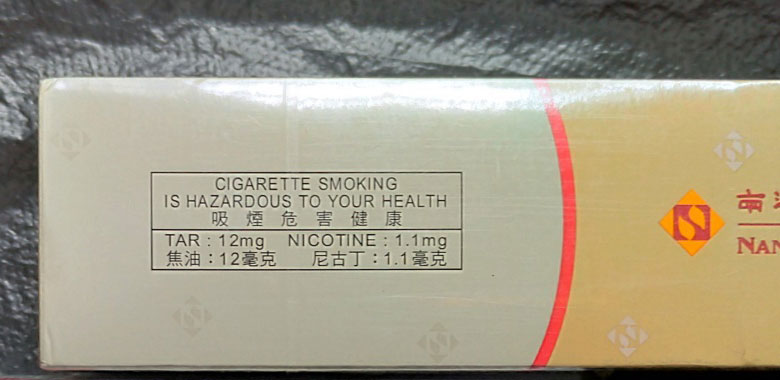 CIGARETTE SMOKING
IS HAZARDOUS TO YOUR HEALTH
吸煙危害健康
TAR : 12mg NICOTINE : 1.1mg
焦油：12毫克 尼古丁：1.1毫克